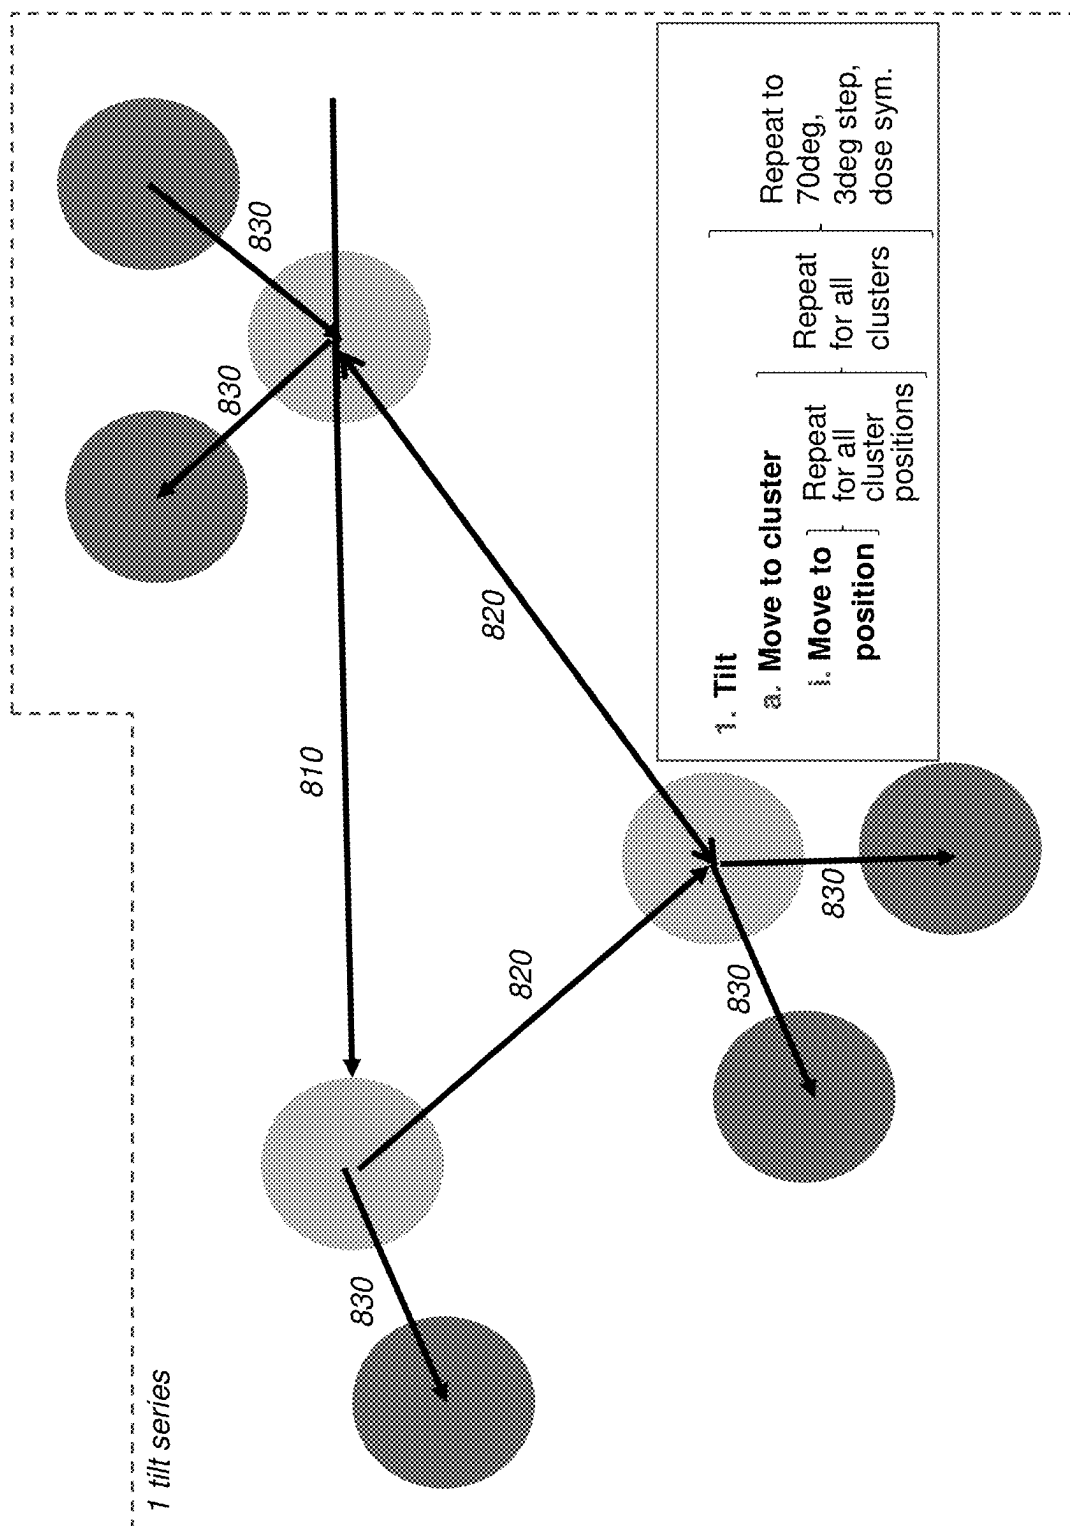 1 tilt series
830
810
820
820
830
830
830
830
1. Tilt
a. Move to cluster
i. Move to
position
Repeat
for all
cluster
positions
Repeat
for all
clusters
Repeat to
70deg,
3deg step,
dose sym.